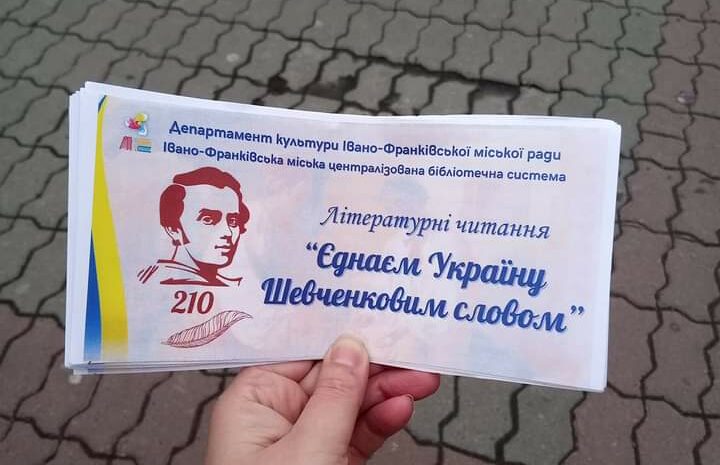 Департамент культури Івано-Франківської міської ради
Івано-Франківська міська централізована бібліотечна система
Літературні читання
"Єднаєм Україну
Шевченковим словом"
210